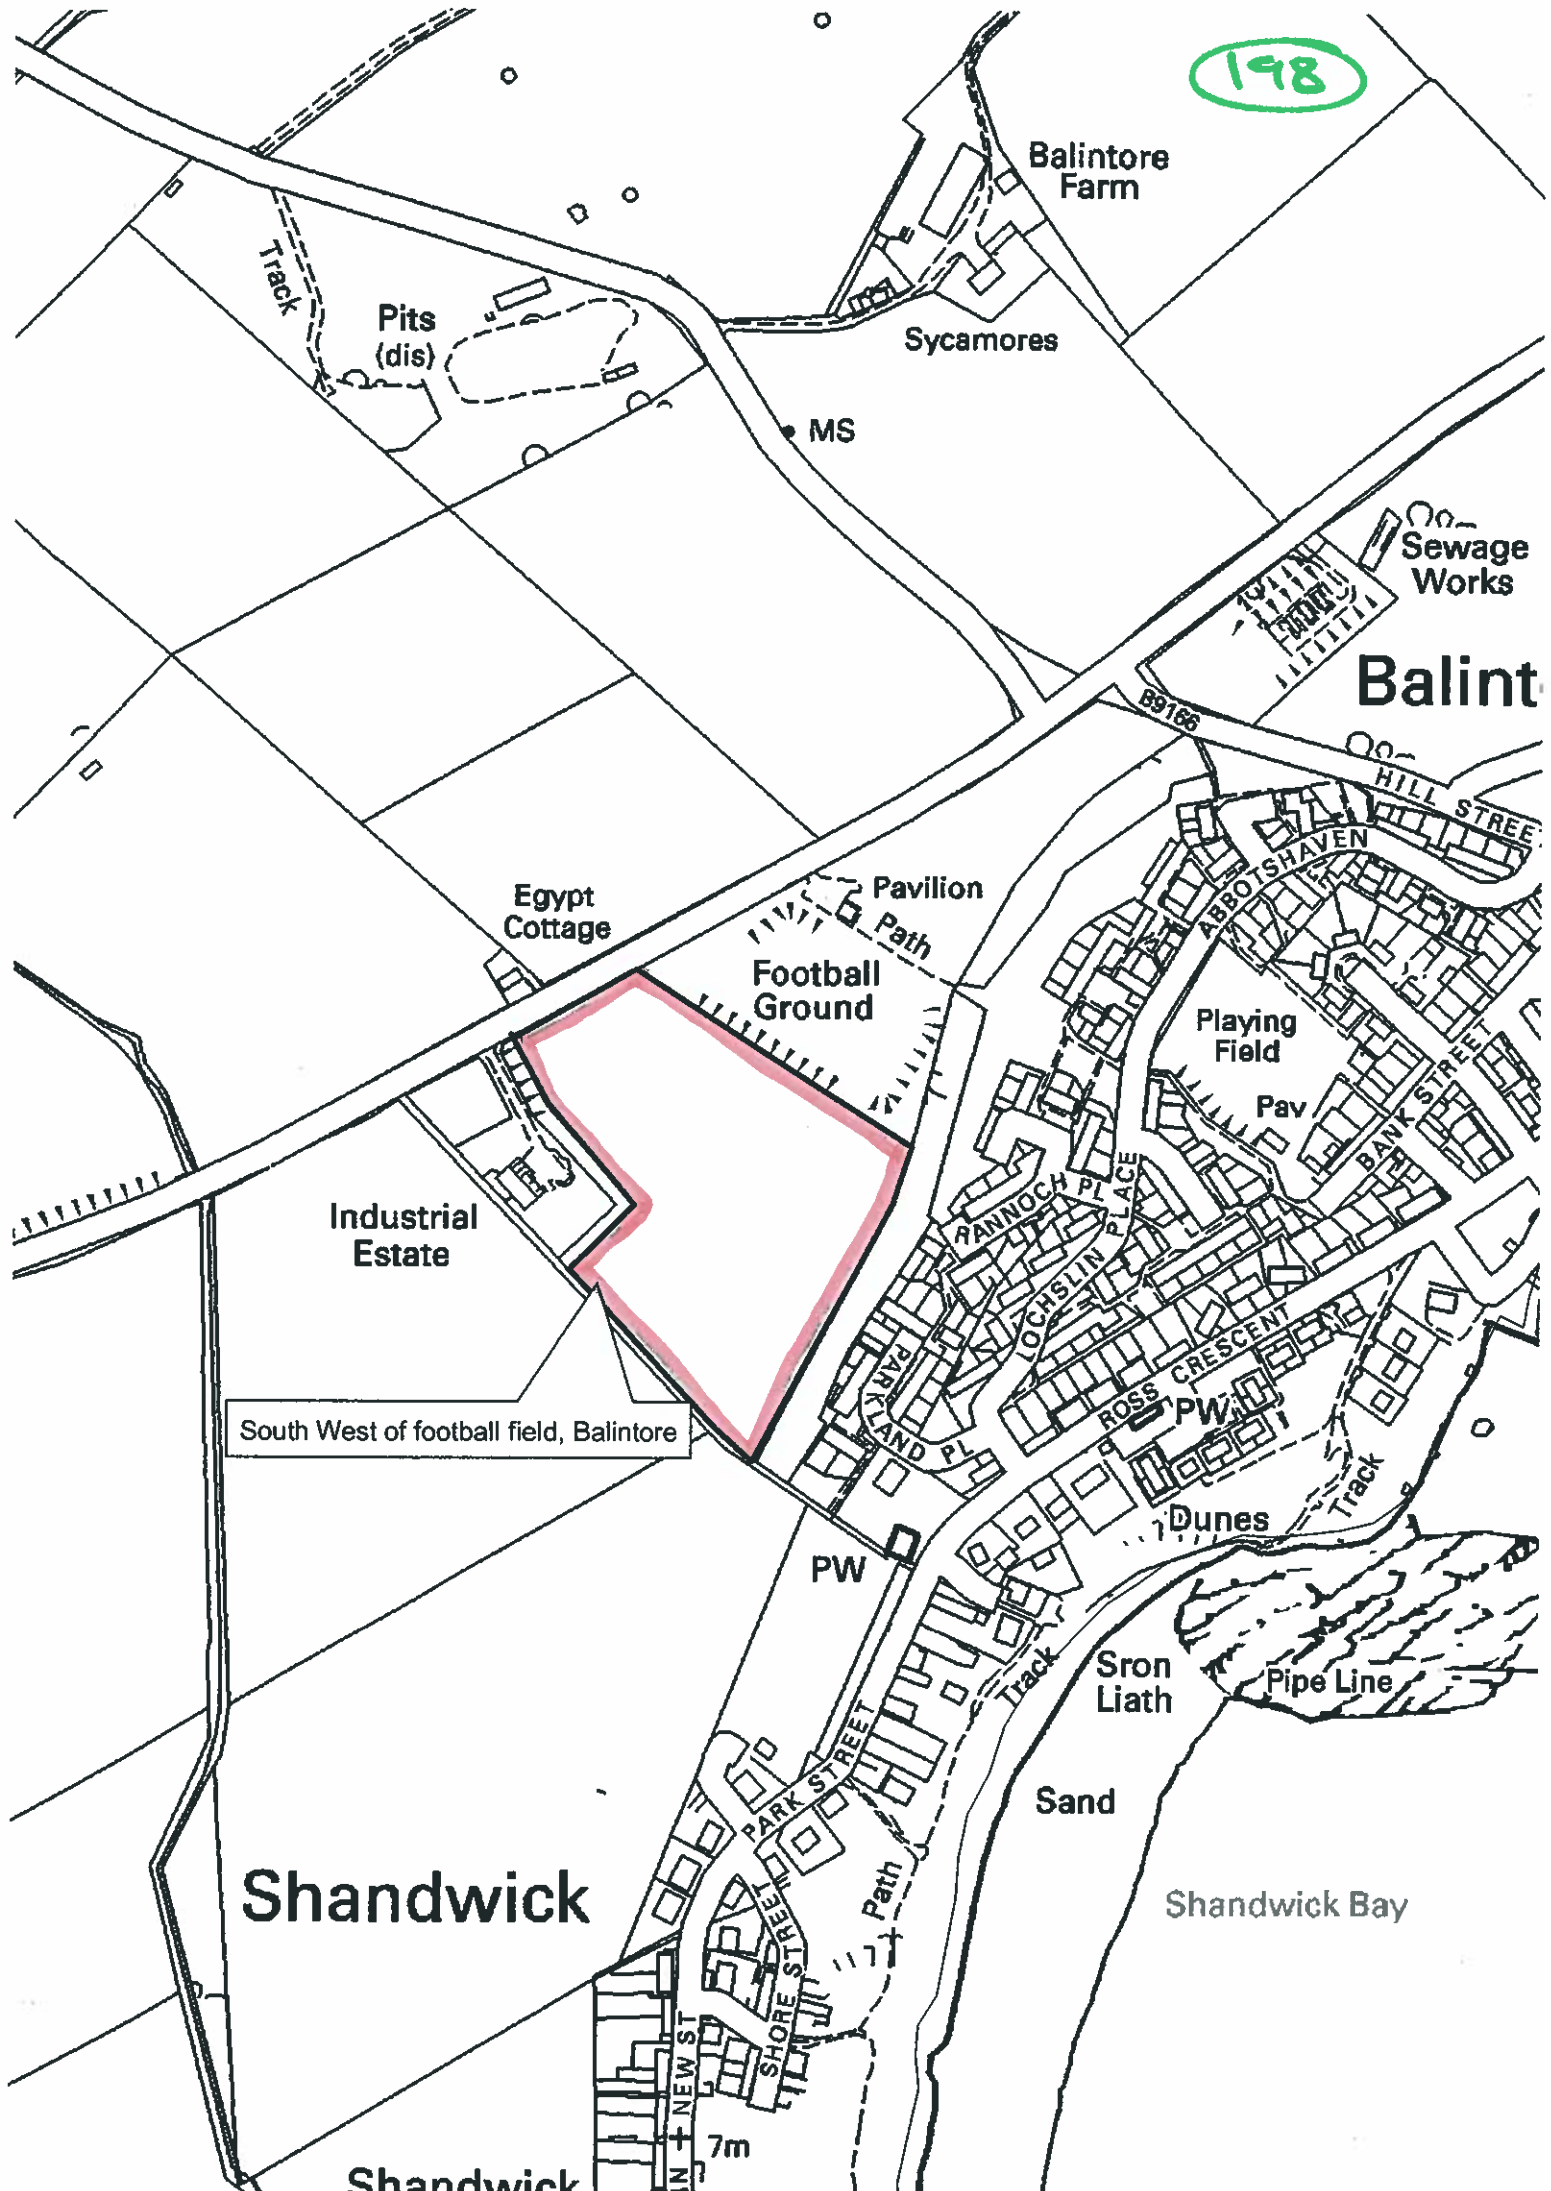 198
Balintore
Farm
Track
Pits
(dis)
Sycamores
MS
Sewage
Works
Balint
B9166
HILL STREE
ABBOTSHAVEN
Egypt
Cottage
Pavilion
Path
Football
Ground
Playing
Field
Pav
BANK STREET
Industrial
Estate
RANNOCH PL
PLACE
LOCHSLIN
PARKLAND PL
ROSS CRESCENT
PW
South West of football field, Balintore
Track
Dunes
PW
Track
Sron
Liath
Pipe Line
PARK STREET
Sand
Shandwick
Path
Shandwick Bay
SHORE STREET
NEW ST
7m
AN
Shandwick